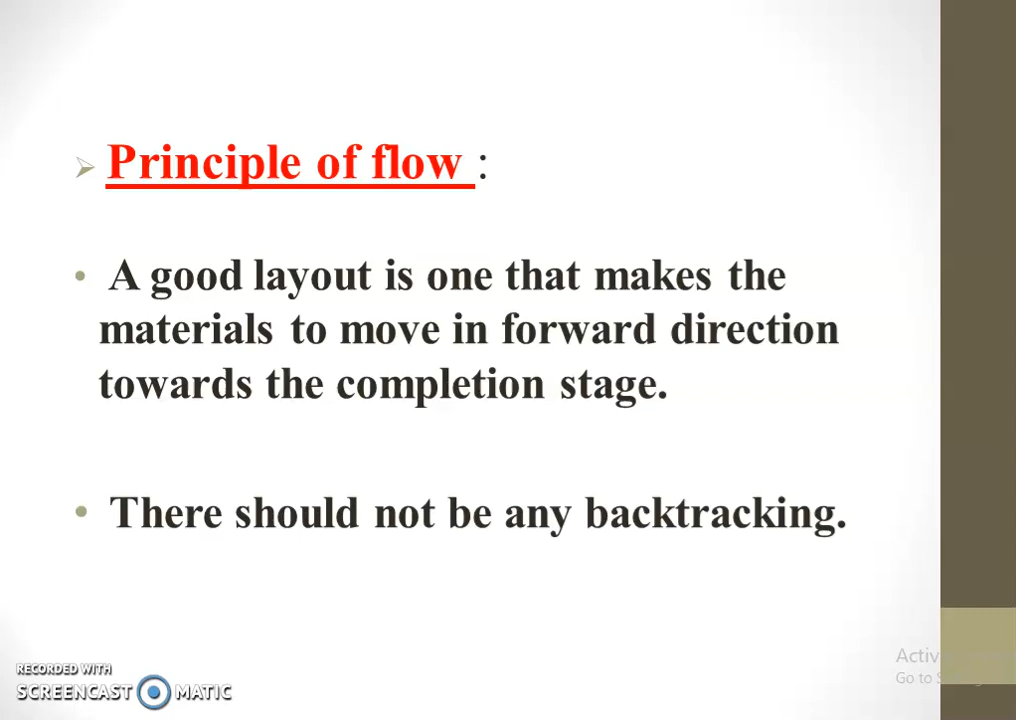 Principle of flow :
A good layout is one that makes the
materials to move in forward direction
towards the completion stage.
There should not be any backtracking.
RECORDED WITH
SCREENCAST MATIC
Go to